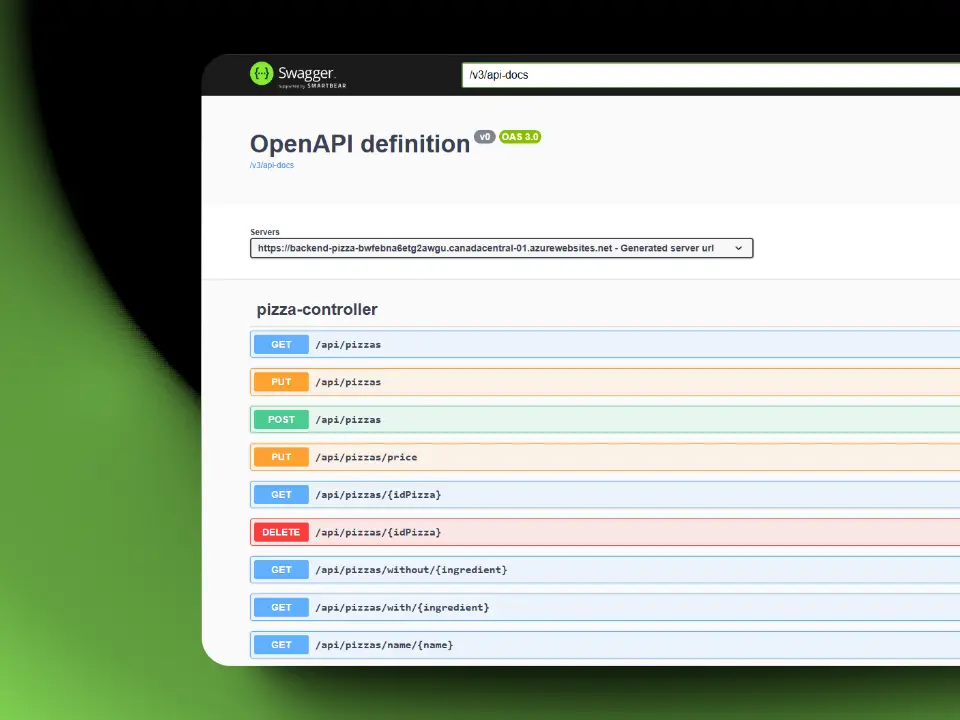 Swagger.
Supported by SMARTBEAR
/v3/api-docs
OpenAPI definition v0 OAS 3.0
/v3/api-docs
Servers
https://backend-pizza-bwfebna6etg2awgu.canadacentral-01.azurewebsites.net - Generated server url
pizza-controller
GET /api/pizzas
PUT /api/pizzas
POST /api/pizzas
PUT /api/pizzas/price
GET /api/pizzas/{idPizza}
DELETE /api/pizzas/{idPizza}
GET /api/pizzas/without/{ingredient}
GET /api/pizzas/with/{ingredient}
GET /api/pizzas/name/{name}